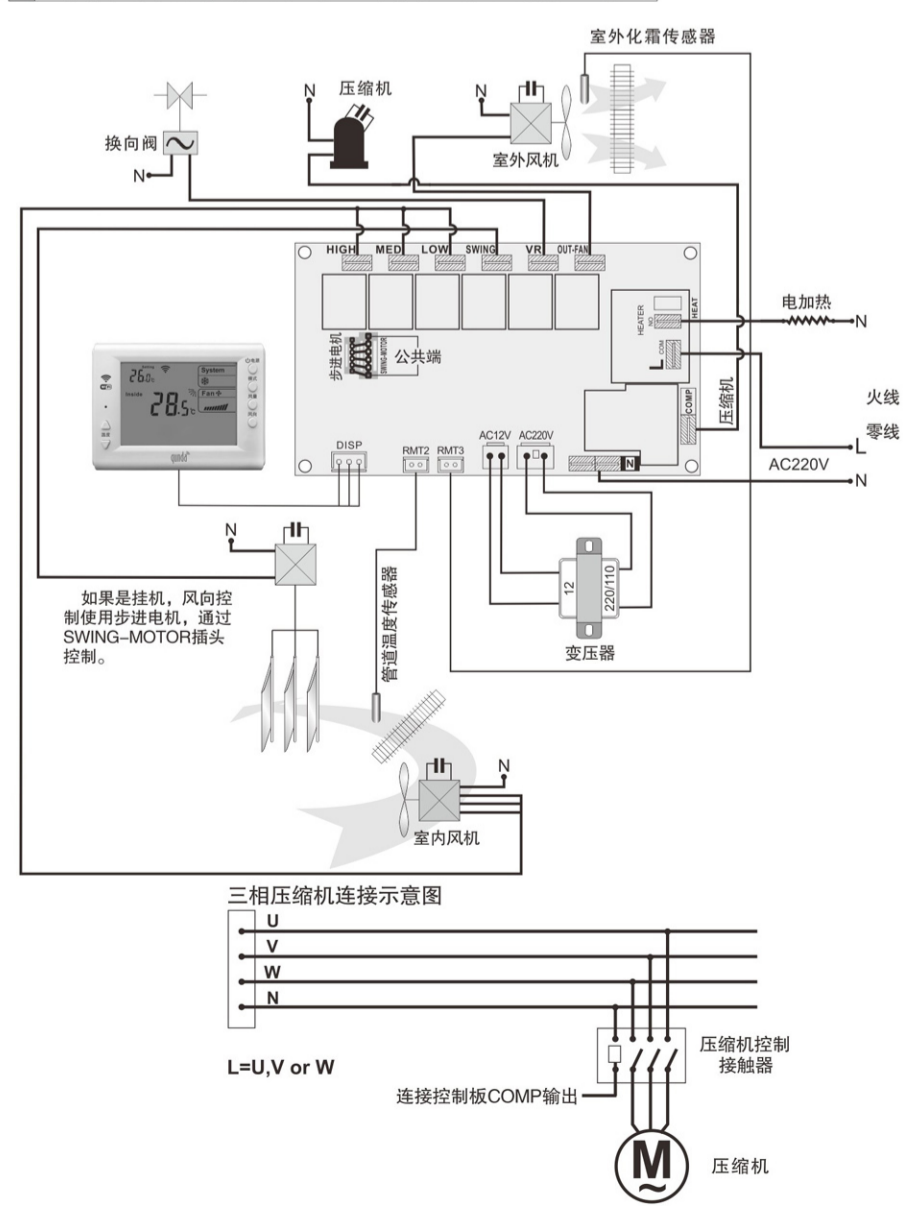 室外化霜传感器
N
压缩机
N
换向阀
N
室外风机
HIGH
MED
LOW
SWING
VR
OUT-FAN
HEAT
HEATER
NO
COM
L
电加热
N
步进电机
SWING-MOTOR
公共端
COMP
压缩机
火线
零线
L
AC220V
N
26.0
System
28.5℃
Inside
Fan
DISP
RMT2
RMT3
AC12V
AC220V
N
N
如果是挂机，风向控
制使用步进电机，通过
SWING–MOTOR插头
控制。
管道温度传感器
12
220/110
变压器
N
室内风机
三相压缩机连接示意图
U
V
W
N
L=U,V or W
压缩机控制
接触器
连接控制板COMP输出
M
压缩机